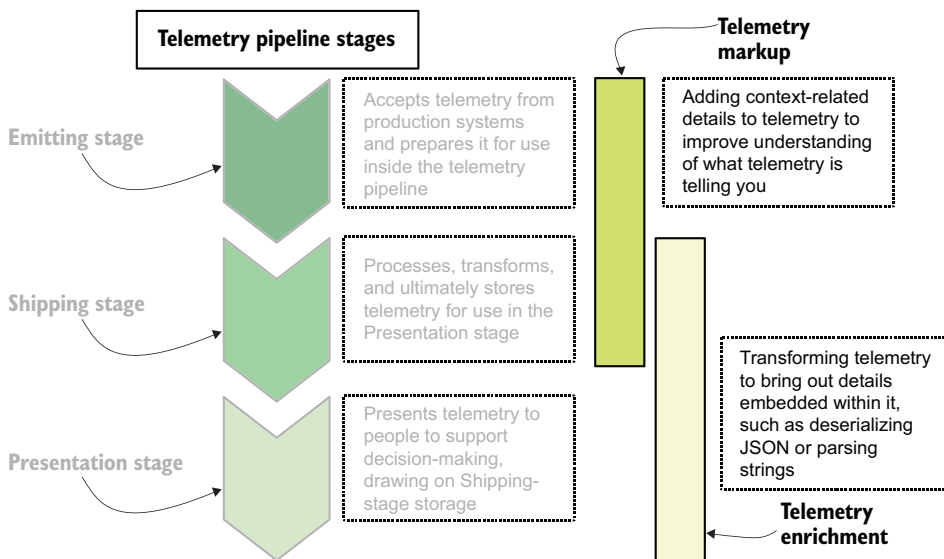 Telemetry pipeline stages
Telemetry
markup
Emitting stage
Accepts telemetry from
production systems
and prepares it for use
inside the telemetry
pipeline
Adding context-related
details to telemetry to
improve understanding
of what telemetry is
telling you
Shipping stage
Processes, transforms,
and ultimately stores
telemetry for use in the
Presentation stage
Transforming telemetry
to bring out details
embedded within it,
such as deserializing
JSON or parsing
strings
Presentation stage
Presents telemetry to
people to support
decision-making,
drawing on Shipping-
stage storage
Telemetry
enrichment